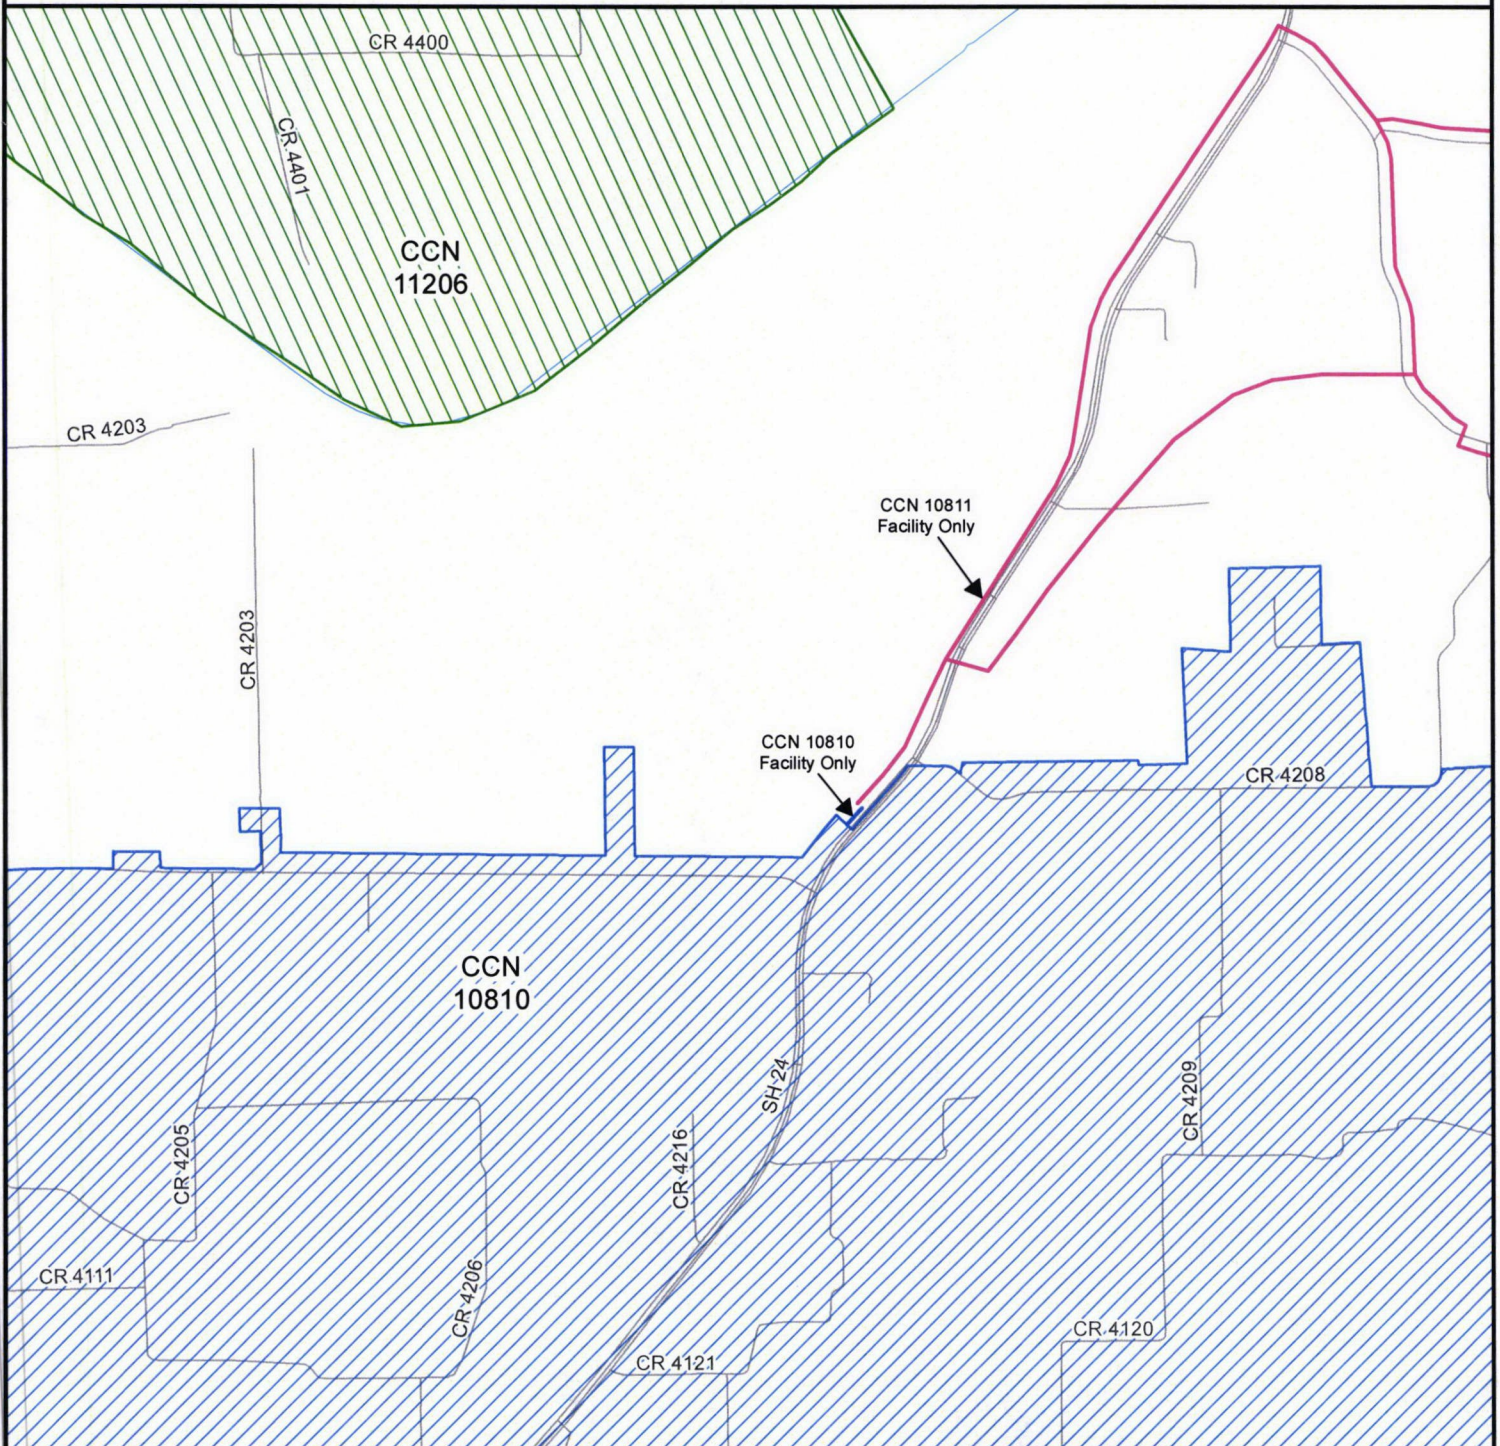 CR 4400
CR 4401
CCN
11206
CR 4203
CCN 10811
Facility Only
CR 4203
CCN 10810
Facility Only
CR 4208
CCN
10810
SH 24
CR 4209
CR 4205
CR 4216
CR 4111
CR 4206
CR 4120
CR 4121